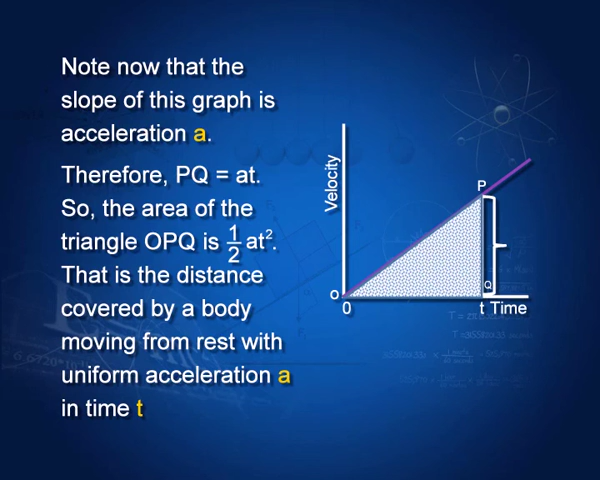 Note now that the
slope of this graph is
acceleration a.
Therefore, PQ = at.
So, the area of the
triangle OPQ is 1/2 at².
That is the distance
covered by a body
moving from rest with
uniform acceleration a
in time t
Velocity
P
Q
O
0
t Time